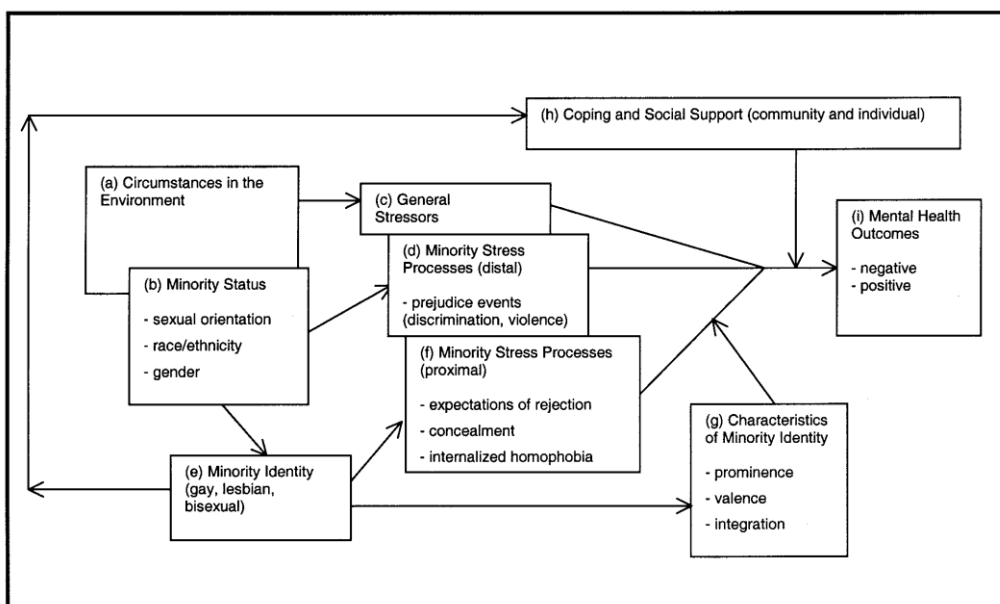 (h) Coping and Social Support (community and individual)
(a) Circumstances in the
Environment
(c) General
Stressors
(i) Mental Health
Outcomes
- negative
- positive
(d) Minority Stress
Processes (distal)
- prejudice events
(discrimination, violence)
(b) Minority Status
- sexual orientation
- race/ethnicity
- gender
(f) Minority Stress Processes
(proximal)
- expectations of rejection
- concealment
- internalized homophobia
(g) Characteristics
of Minority Identity
- prominence
- valence
- integration
(e) Minority Identity
(gay, lesbian,
bisexual)